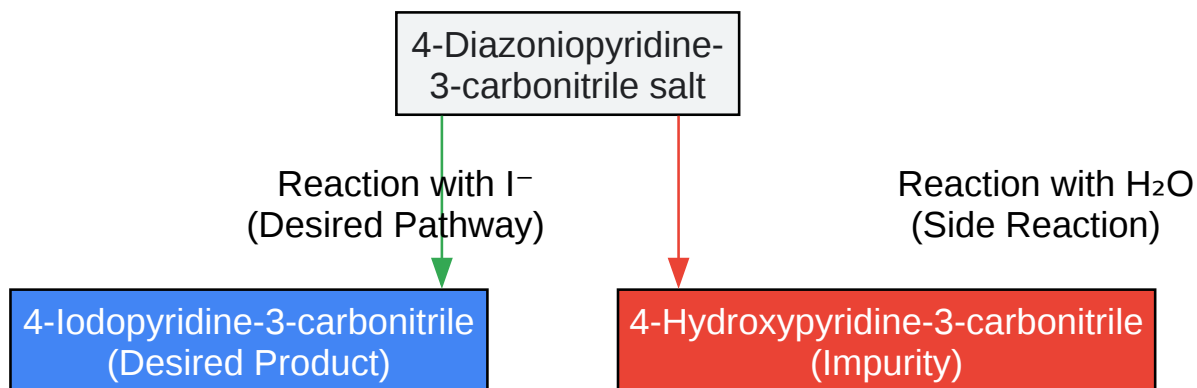 4-Diazoniopyridine-
3-carbonitrile salt
Reaction with I⁻
(Desired Pathway)
Reaction with H₂O
(Side Reaction)
4-Iodopyridine-3-carbonitrile
(Desired Product)
4-Hydroxypyridine-3-carbonitrile
(Impurity)